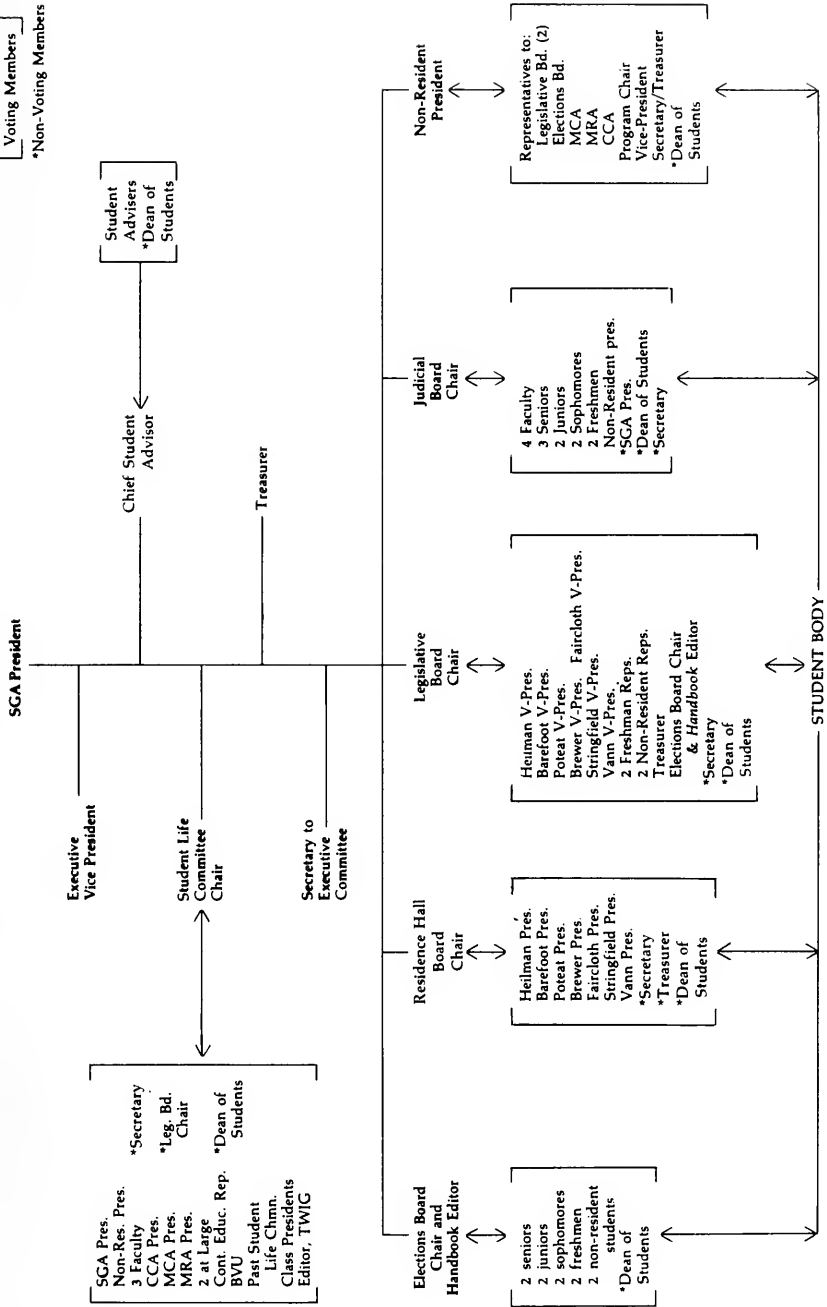 Voting Members
*Non-Voting Members
SGA President
Executive
Vice President
Chief Student
Advisor
Student
Advisers
*Dean of
Students
SGA Pres.
Non-Res. Pres.
3 Faculty
CCA Pres.
MCA Pres.
MRA Pres.
2 at Large
Cont. Educ. Rep.
BVU
Past Student
Life Chmn.
Class Presidents
Editor, TWIG
*Secretary
*Leg. Bd.
Chair
*Dean of
Students
Student Life
Committee
Chair
Treasurer
Secretary to
Executive
Committee
Elections Board
Chair and
Handbook Editor
2 seniors
2 juniors
2 sophomores
2 freshmen
2 non-resident
students
*Dean of
Students
Residence Hall
Board
Chair
Heilman Pres.
Barefoot Pres.
Poteat Pres.
Brewer Pres.
Faircloth Pres.
Stringfield Pres.
Vann Pres.
*Secretary
*Treasurer
*Dean of
Students
Legislative
Board
Chair
Heilman V-Pres.
Barefoot V-Pres.
Poteat V-Pres.
Brewer V-Pres. Faircloth V-Pres.
Stringfield V-Pres.
Vann V-Pres.
2 Freshman Reps.
2 Non-Resident Reps.
Treasurer
Elections Board Chair
& Handbook Editor
*Secretary
*Dean of
Students
Judicial
Board
Chair
4 Faculty
3 Seniors
2 Juniors
2 Sophomores
2 Freshmen
Non-Resident pres.
*SGA Pres.
*Dean of Students
*Secretary
Non-Resident
President
Representatives to:
Legislative Bd. (2)
Elections Bd.
MCA
MRA
CCA
Program Chair
Vice-President
Secretary/Treasurer
*Dean of
Students
STUDENT BODY